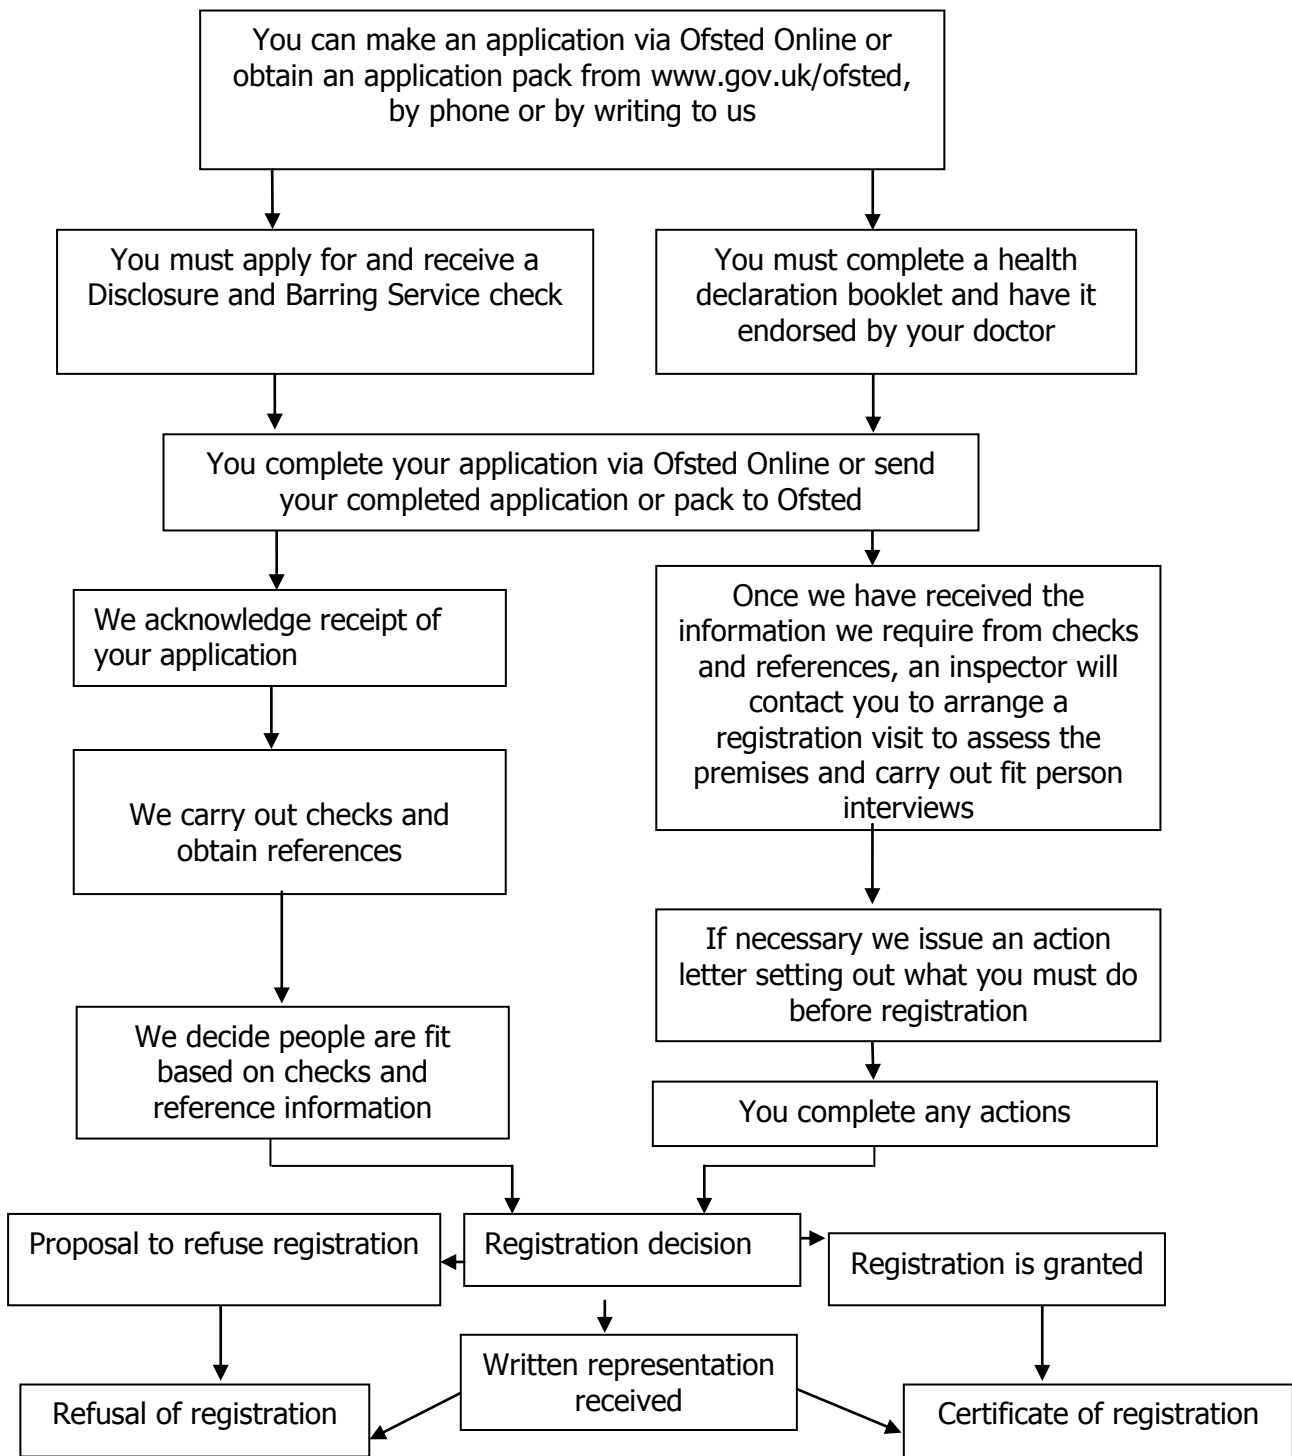 You can make an application via Ofsted Online or
obtain an application pack from www.gov.uk/ofsted,
by phone or by writing to us
You must apply for and receive a
Disclosure and Barring Service check
You must complete a health
declaration booklet and have it
endorsed by your doctor
You complete your application via Ofsted Online or send
your completed application or pack to Ofsted
We acknowledge receipt of
your application
Once we have received the
information we require from checks
and references, an inspector will
contact you to arrange a
registration visit to assess the
premises and carry out fit person
interviews
We carry out checks and
obtain references
If necessary we issue an action
letter setting out what you must do
before registration
We decide people are fit
based on checks and
reference information
You complete any actions
Proposal to refuse registration
Registration decision
Registration is granted
Written representation
received
Refusal of registration
Certificate of registration